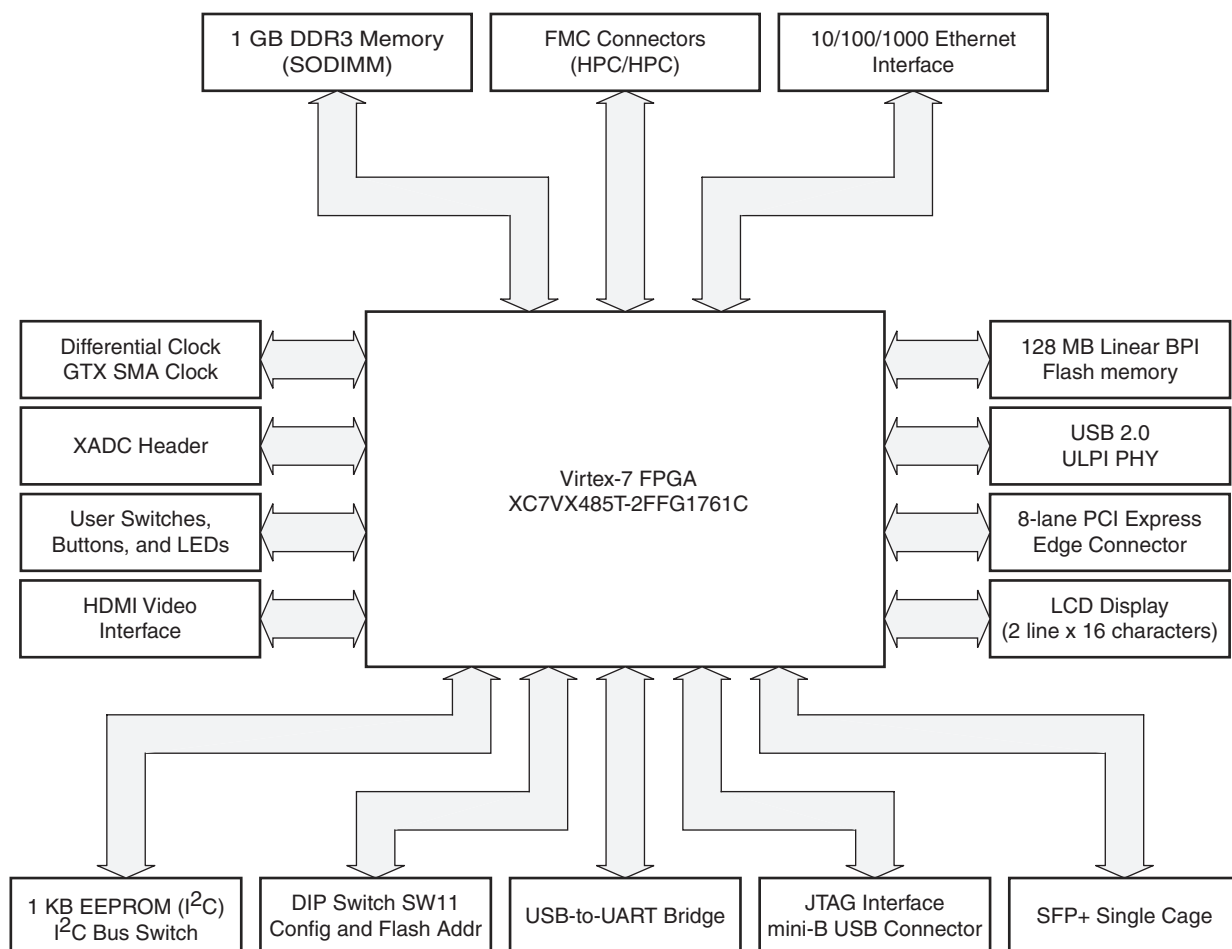 1 GB DDR3 Memory
(SODIMM)
FMC Connectors
(HPC/HPC)
10/100/1000 Ethernet
Interface
Differential Clock
GTX SMA Clock
XADC Header
User Switches,
Buttons, and LEDs
HDMI Video
Interface
Virtex-7 FPGA
XC7VX485T-2FFG1761C
128 MB Linear BPI
Flash memory
USB 2.0
ULPI PHY
8-lane PCI Express
Edge Connector
LCD Display
(2 line x 16 characters)
1 KB EEPROM (I²C)
I²C Bus Switch
DIP Switch SW11
Config and Flash Addr
USB-to-UART Bridge
JTAG Interface
mini-B USB Connector
SFP+ Single Cage